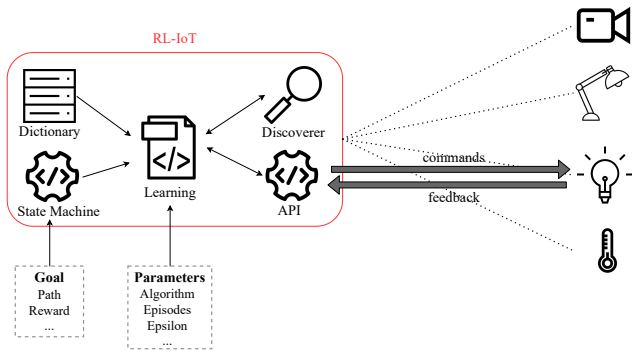 RL-IoT
Dictionary
Discoverer
Learning
State Machine
API
commands
feedback
Goal
Path
Reward
...
Parameters
Algorithm
Episodes
Epsilon
...